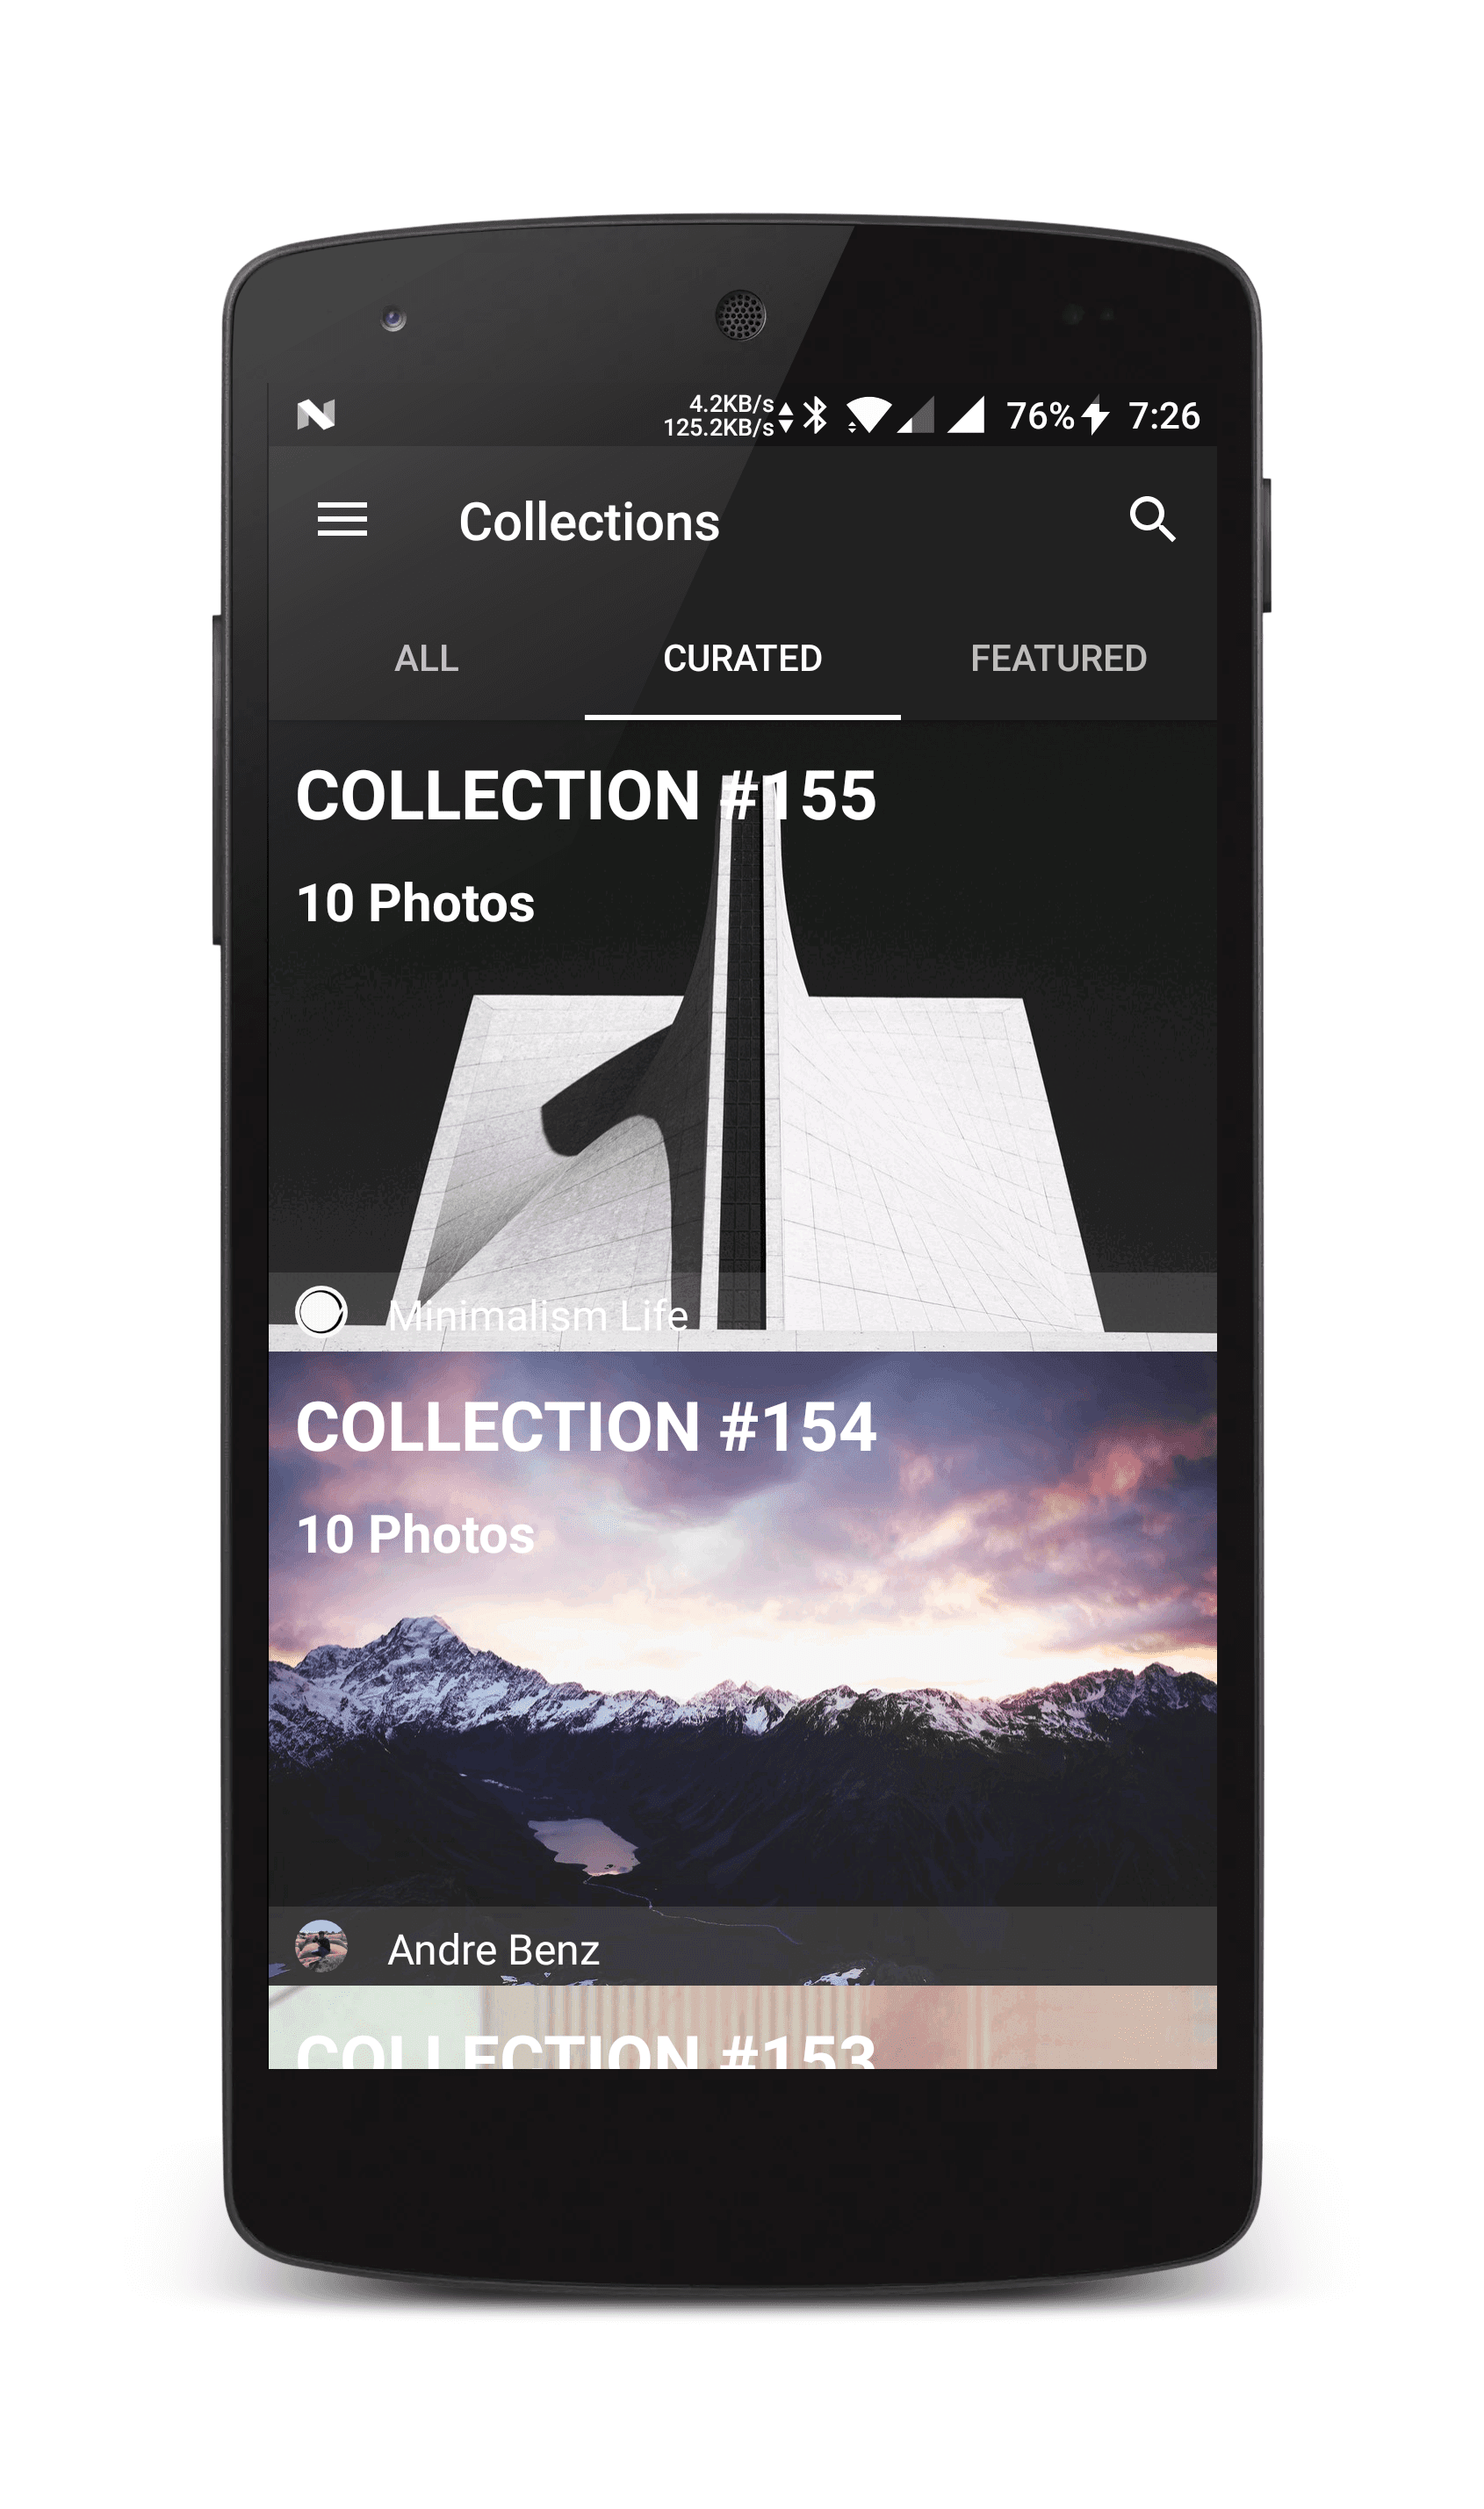 4.2KB/s
125.2KB/s
76% 7:26
Collections
ALL CURATED FEATURED
COLLECTION #155
10 Photos
Minimalism Life
COLLECTION #154
10 Photos
Andre Benz
COLLECTION #153